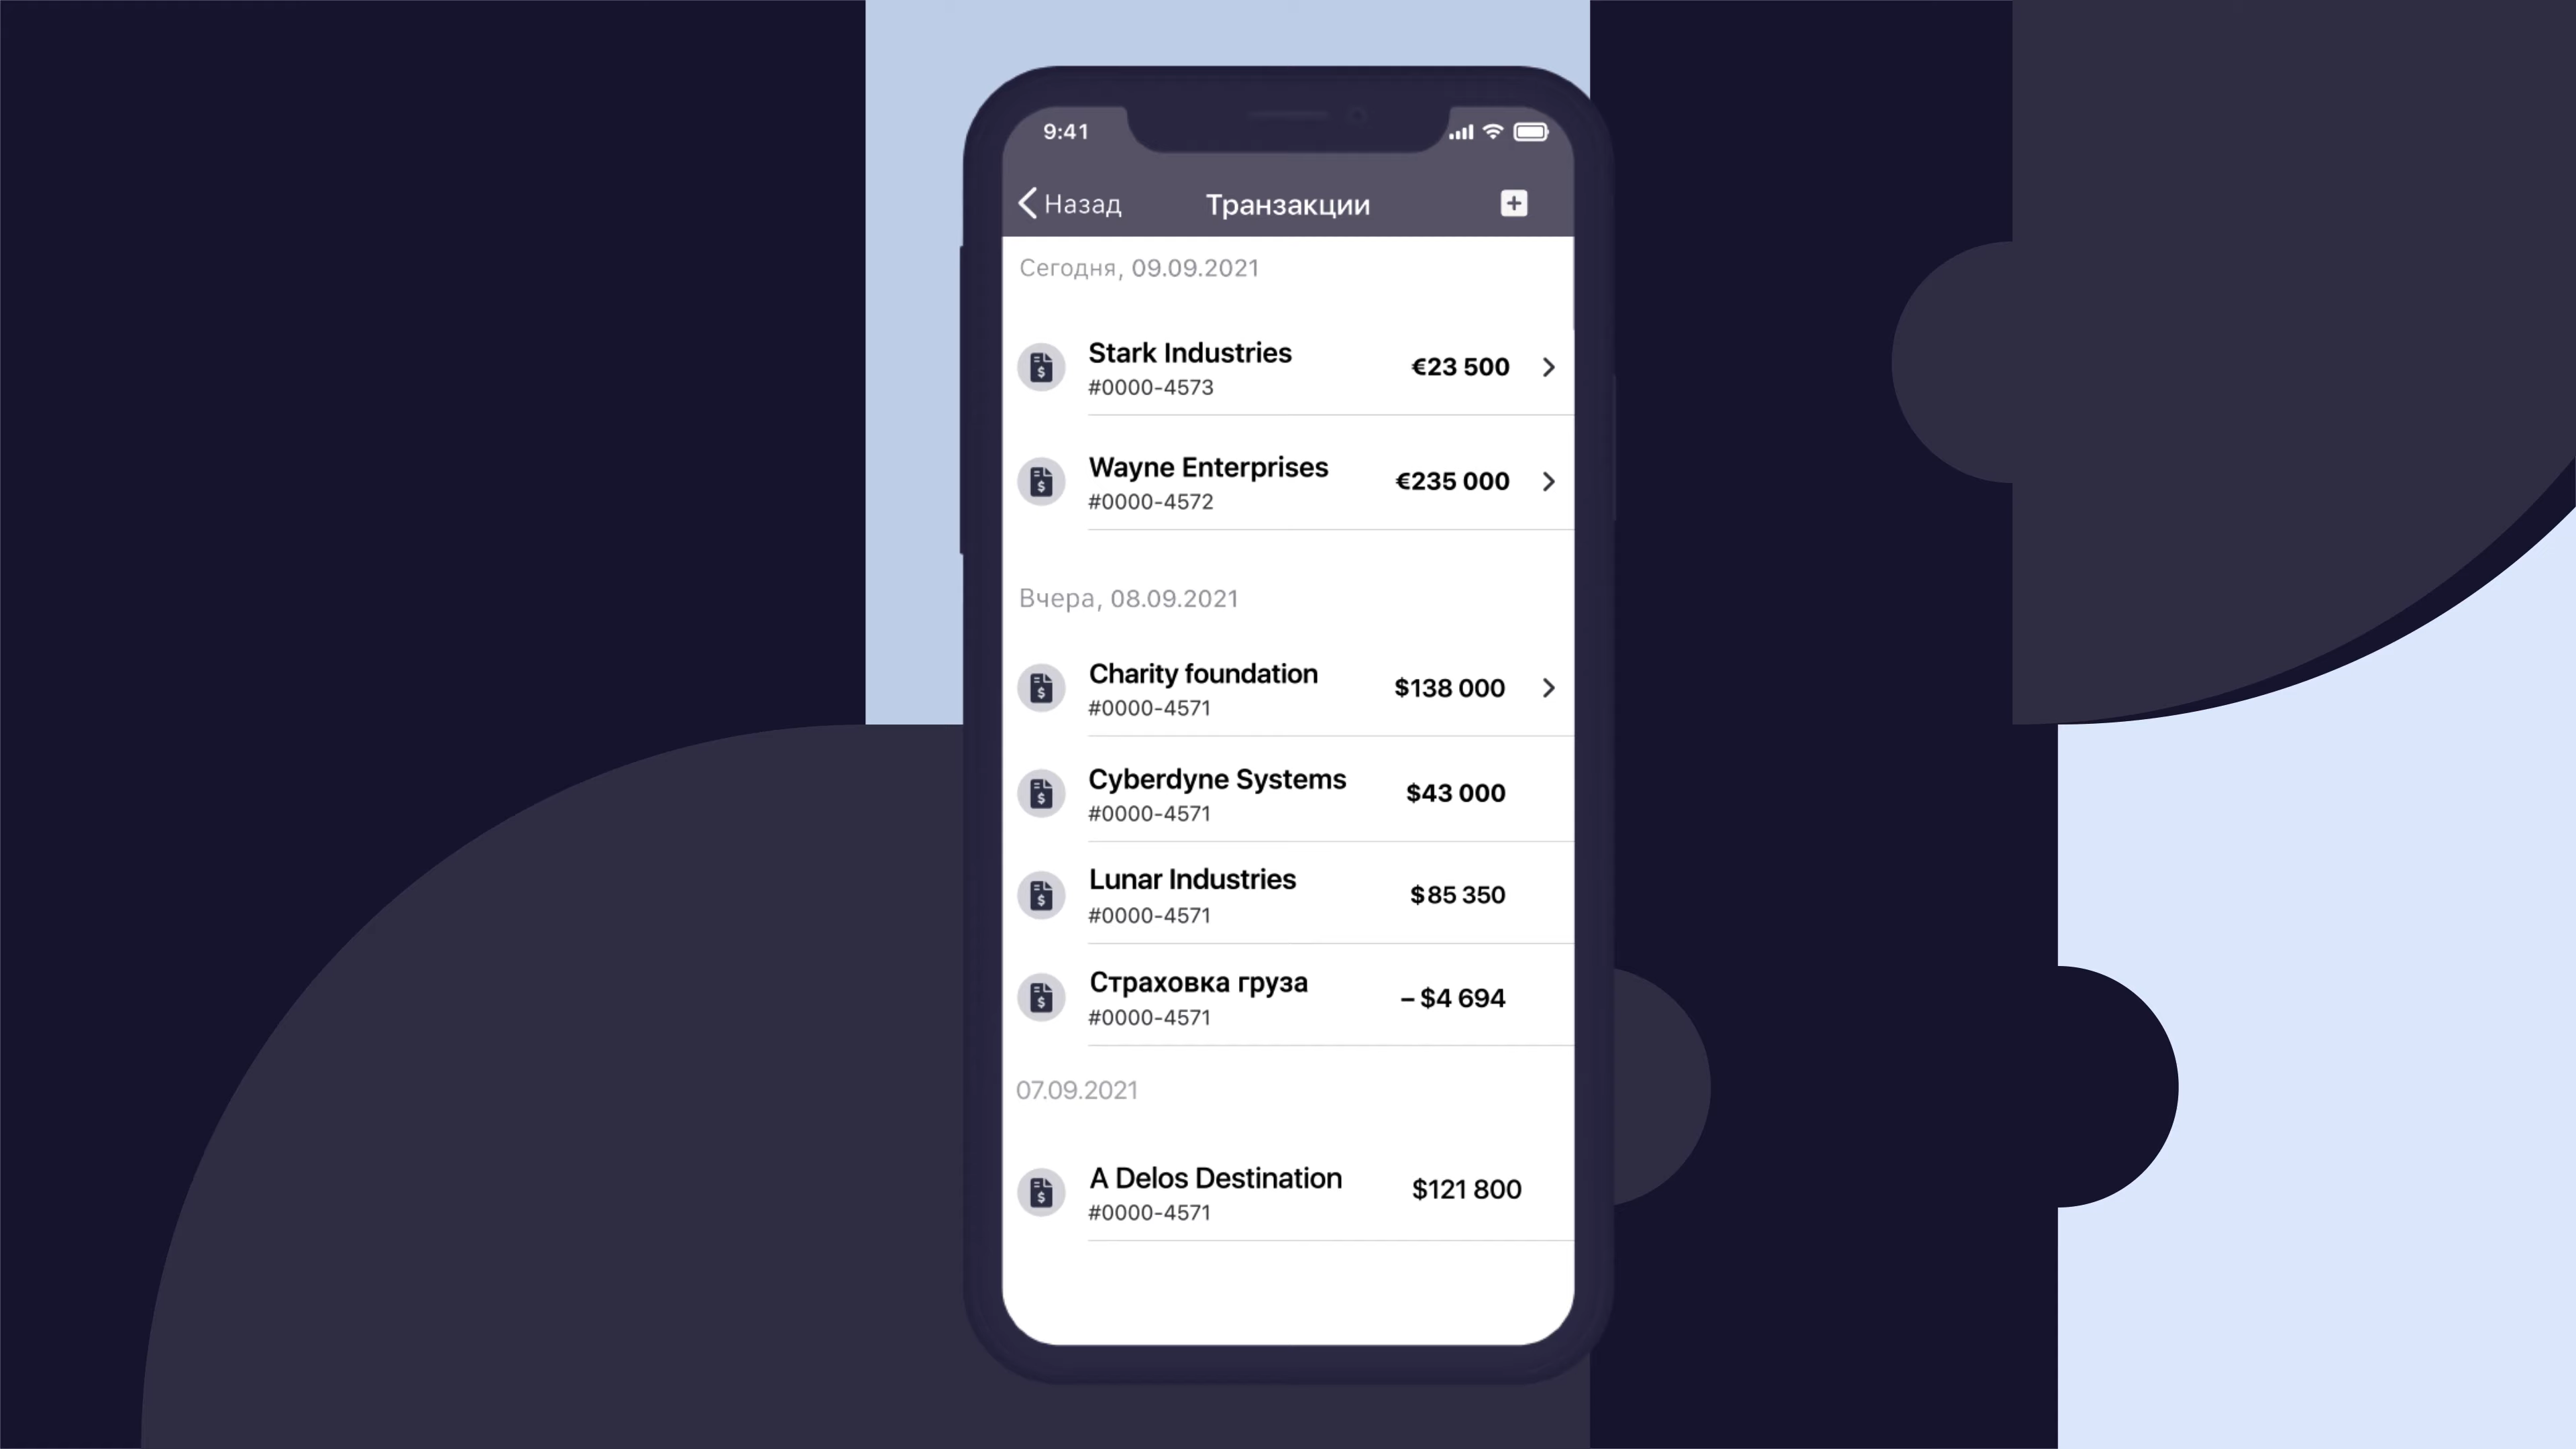 9:41
Назад
Транзакции
Сегодня, 09.09.2021
Stark Industries
€23 500
#0000-4573
Wayne Enterprises
€235 000
#0000-4572
Вчера, 08.09.2021
Charity foundation
$138 000
#0000-4571
Cyberdyne Systems
$43 000
#0000-4571
Lunar Industries
$85 350
#0000-4571
Страховка груза
– $4 694
#0000-4571
07.09.2021
A Delos Destination
$121 800
#0000-4571